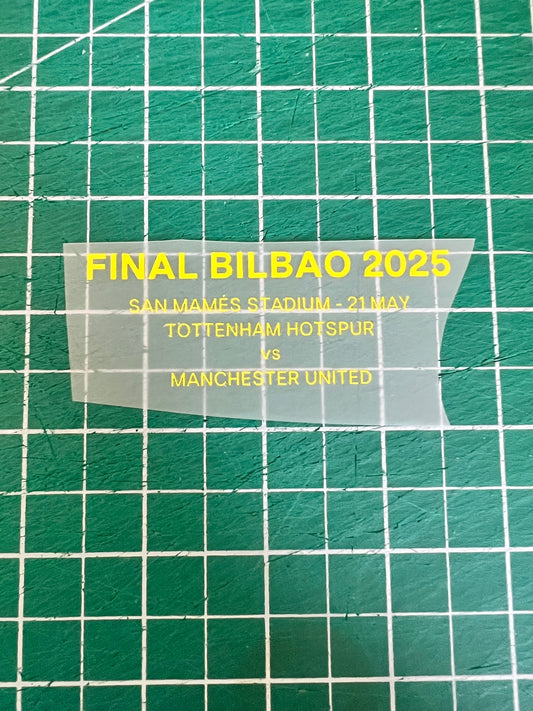 FINAL BILBAO 2025
SAN MAMÉS STADIUM - 21 MAY
TOTTENHAM HOTSPUR
vs
MANCHESTER UNITED